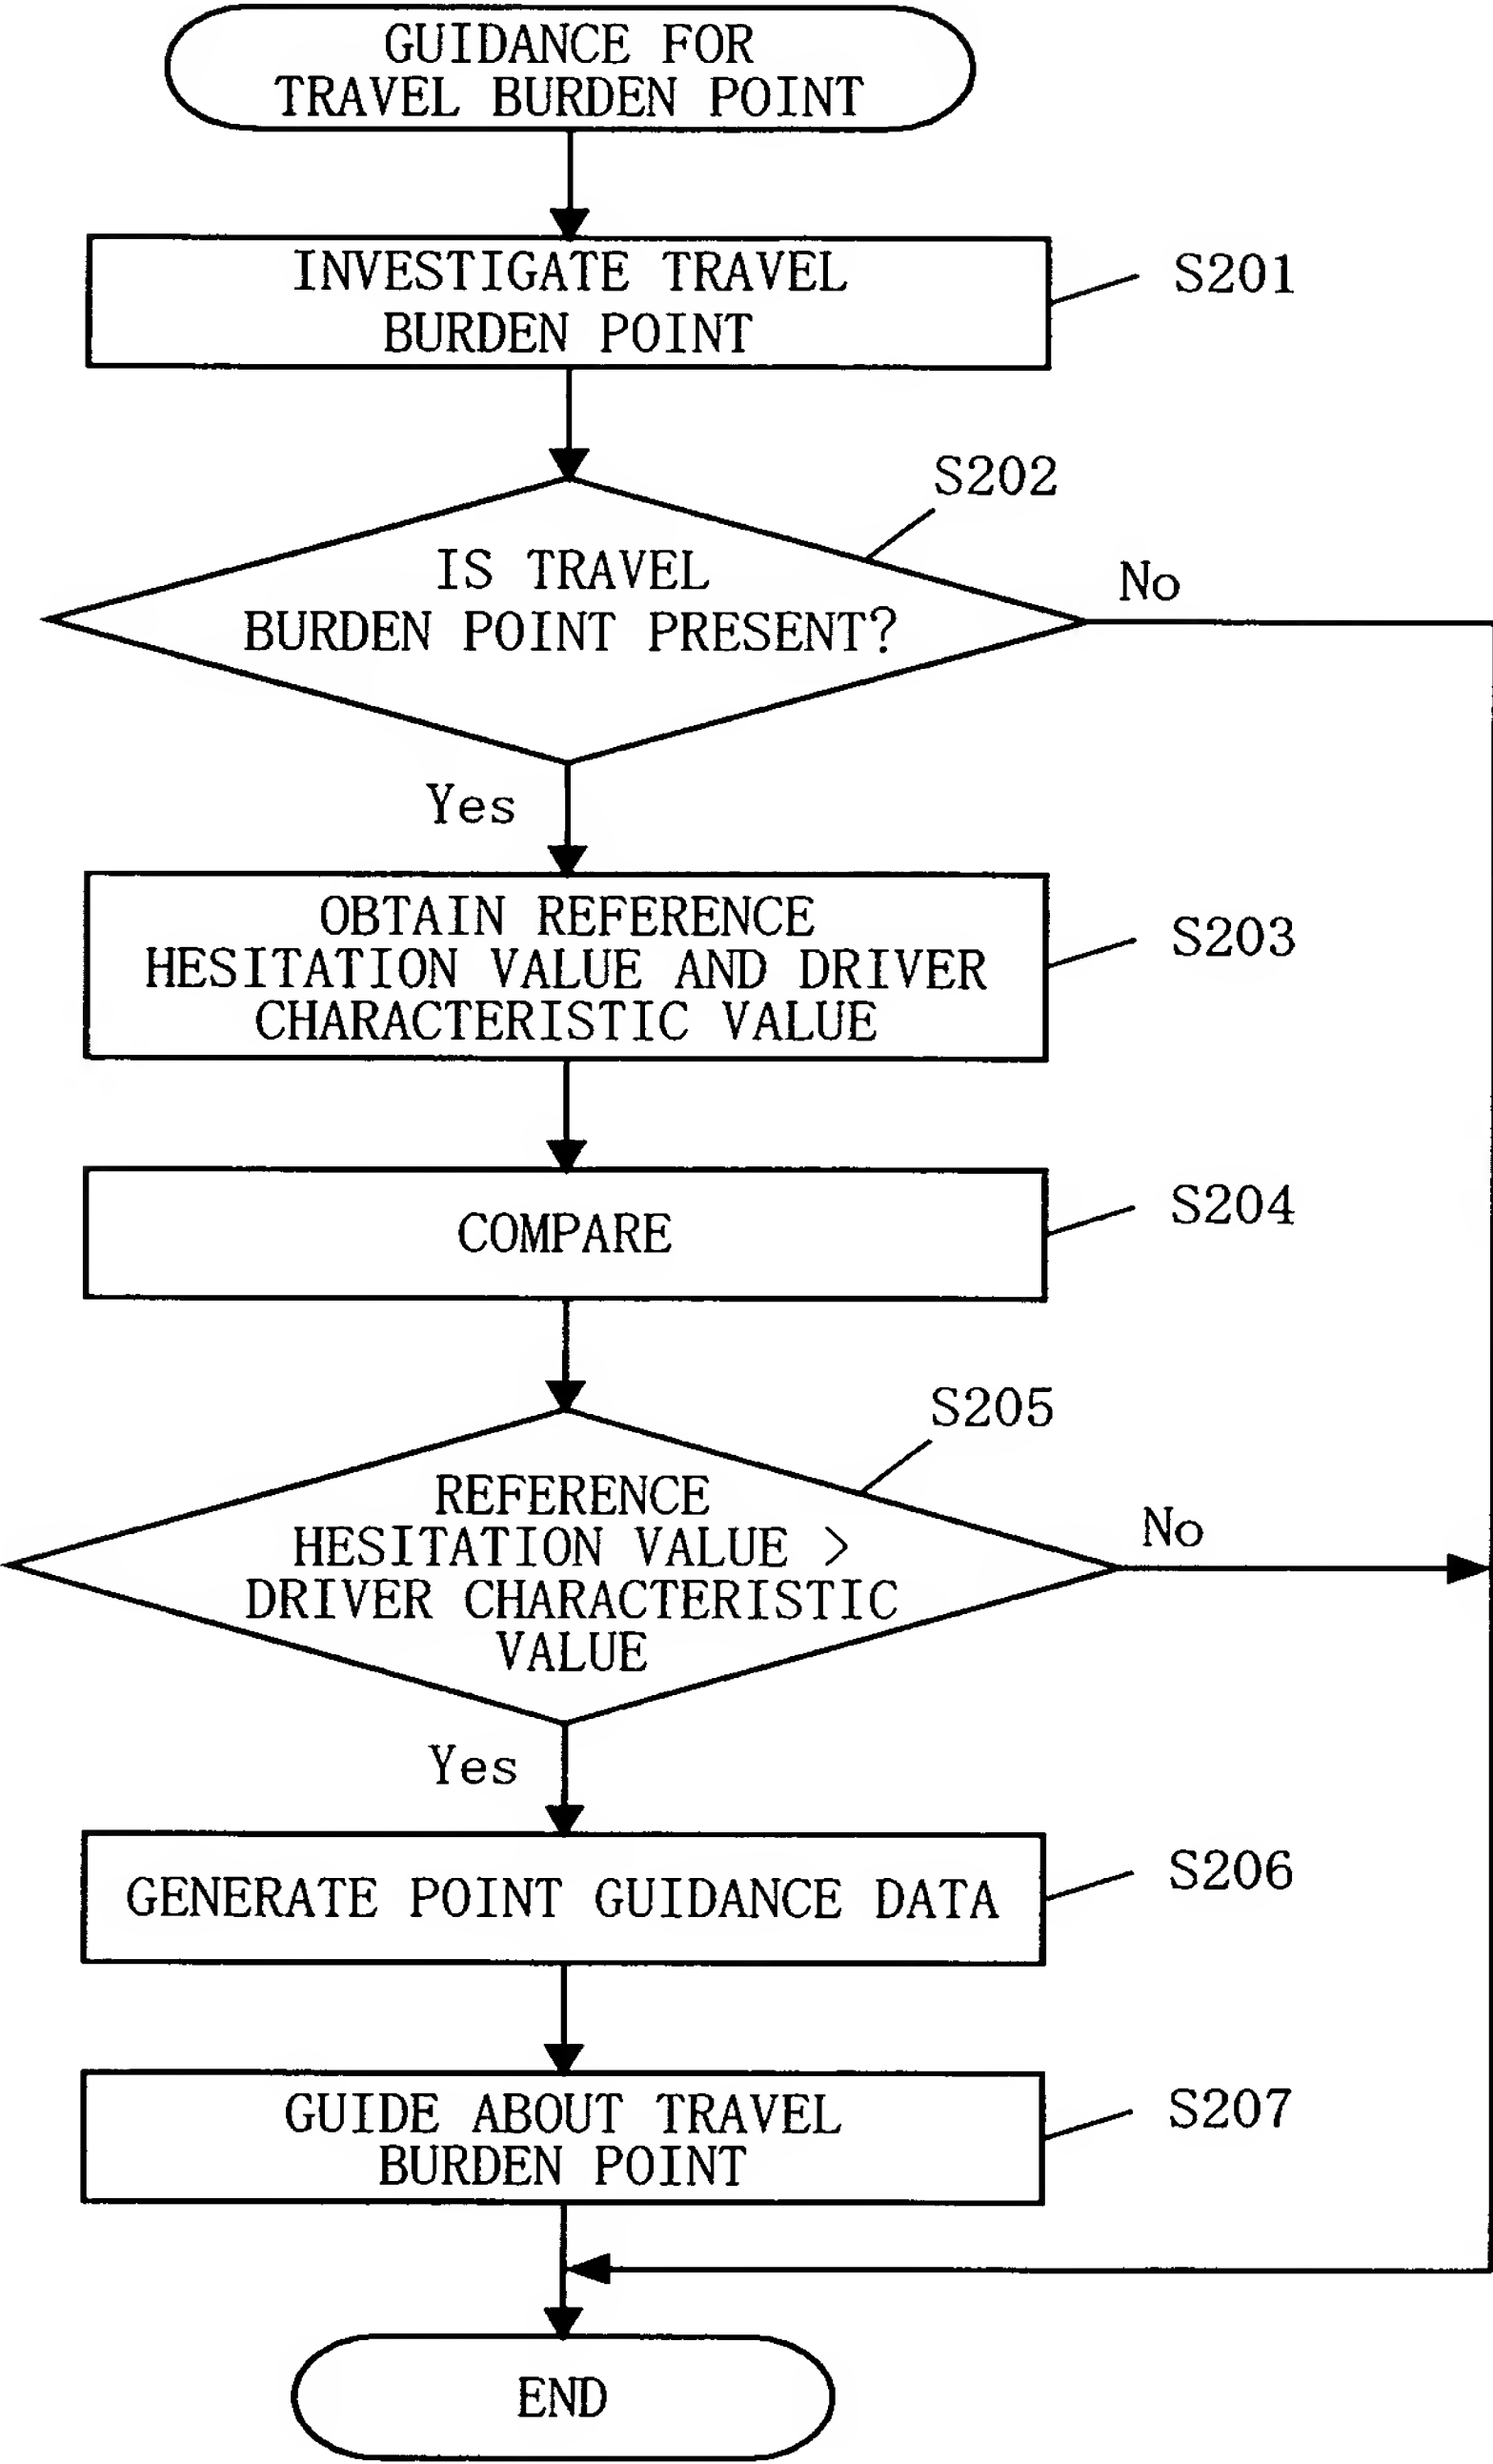 GUIDANCE FOR
TRAVEL BURDEN POINT
INVESTIGATE TRAVEL
BURDEN POINT
S201
S202
IS TRAVEL
BURDEN POINT PRESENT?
No
Yes
OBTAIN REFERENCE
HESITATION VALUE AND DRIVER
CHARACTERISTIC VALUE
S203
COMPARE
S204
S205
REFERENCE
HESITATION VALUE >
DRIVER CHARACTERISTIC
VALUE
No
Yes
GENERATE POINT GUIDANCE DATA
S206
GUIDE ABOUT TRAVEL
BURDEN POINT
S207
END